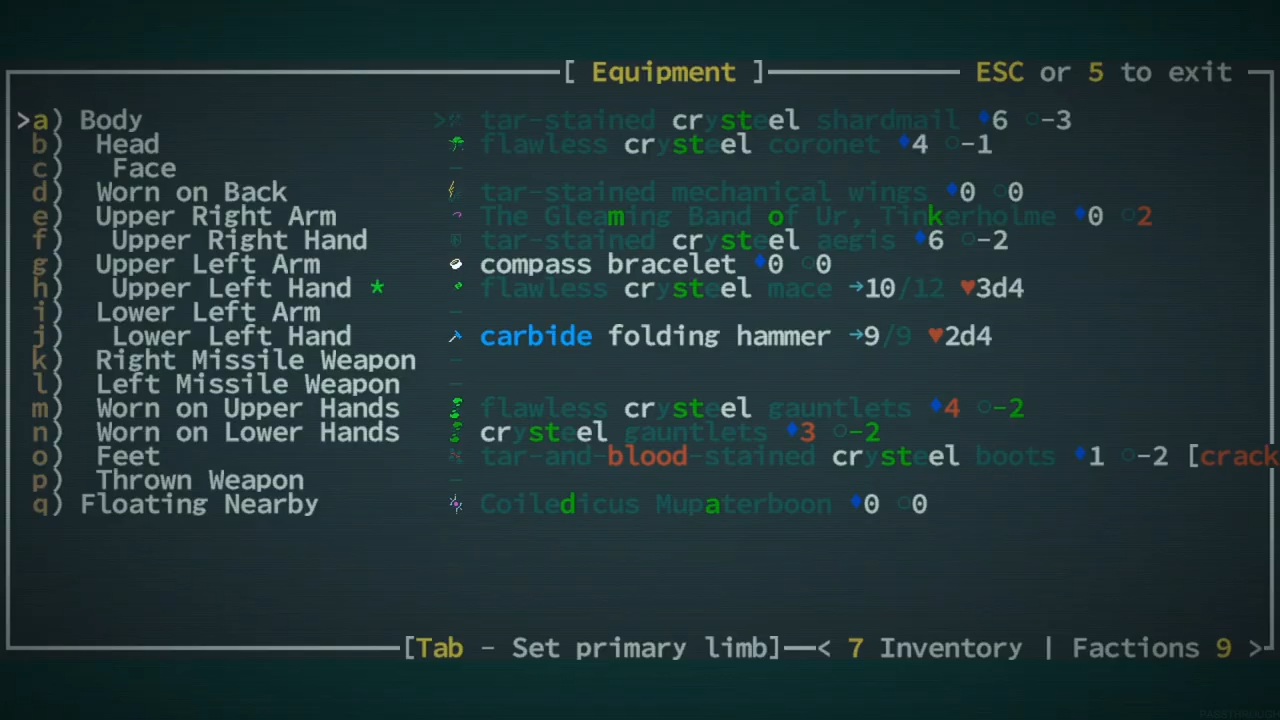 [ Equipment ] ESC or 5 to exit
>a) Body > tar-stained crysteel shardmail ♦6 ○-3
b) Head flawless crysteel coronet ♦4 ○-1
c) Face -
d) Worn on Back tar-stained mechanical wings ♦0 ○0
e) Upper Right Arm The Gleaming Band of Ur, Tinkerholme ♦0 ○2
f) Upper Right Hand tar-stained crysteel aegis ♦6 ○-2
g) Upper Left Arm compass bracelet ♦0 ○0
h) Upper Left Hand * flawless crysteel mace →10/12 ♥3d4
i) Lower Left Arm -
j) Lower Left Hand carbide folding hammer →9/9 ♥2d4
k) Right Missile Weapon -
l) Left Missile Weapon -
m) Worn on Upper Hands flawless crysteel gauntlets ♦4 ○-2
n) Worn on Lower Hands crysteel gauntlets ♦3 ○-2
o) Feet tar-and-blood-stained crysteel boots ♦1 ○-2 [crack
p) Thrown Weapon -
q) Floating Nearby Coiledicus Mupaterboon ♦0 ○0
[Tab - Set primary limb] < 7 Inventory | Factions 9 >